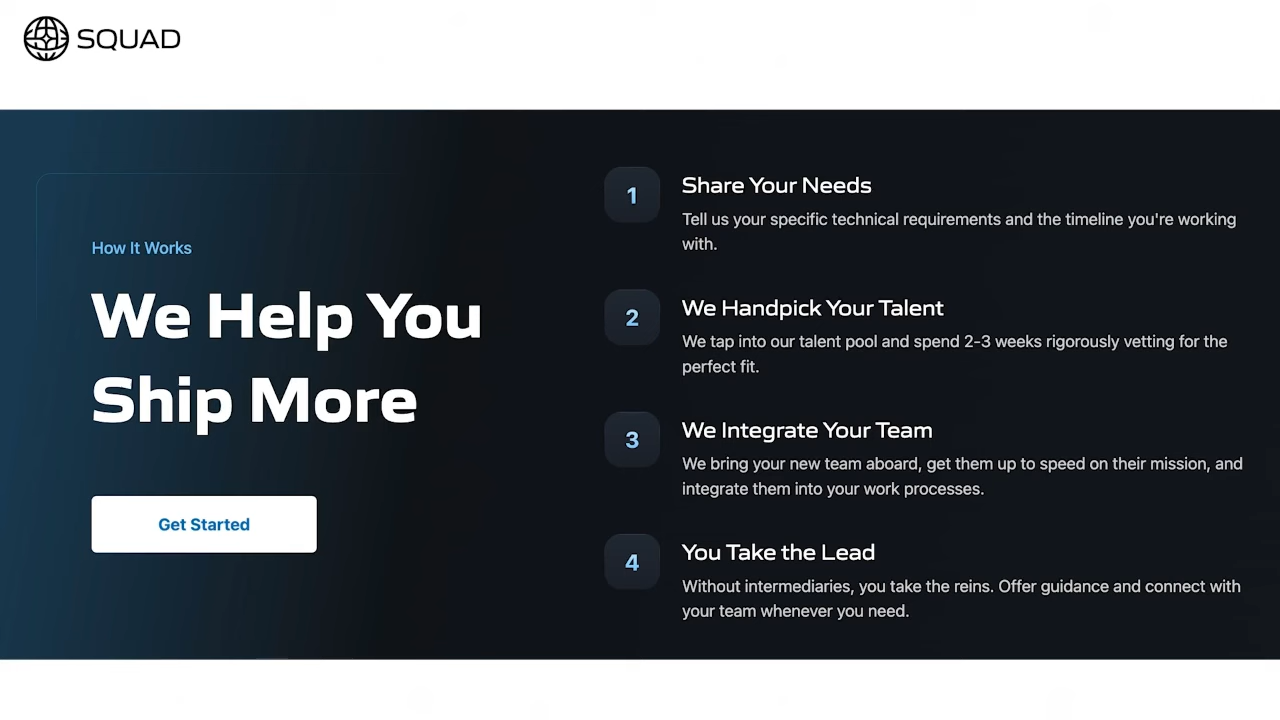 SQUAD
How It Works
We Help You
Ship More
Get Started
1
Share Your Needs
Tell us your specific technical requirements and the timeline you're working
with.
2
We Handpick Your Talent
We tap into our talent pool and spend 2-3 weeks rigorously vetting for the
perfect fit.
3
We Integrate Your Team
We bring your new team aboard, get them up to speed on their mission, and
integrate them into your work processes.
4
You Take the Lead
Without intermediaries, you take the reins. Offer guidance and connect with
your team whenever you need.